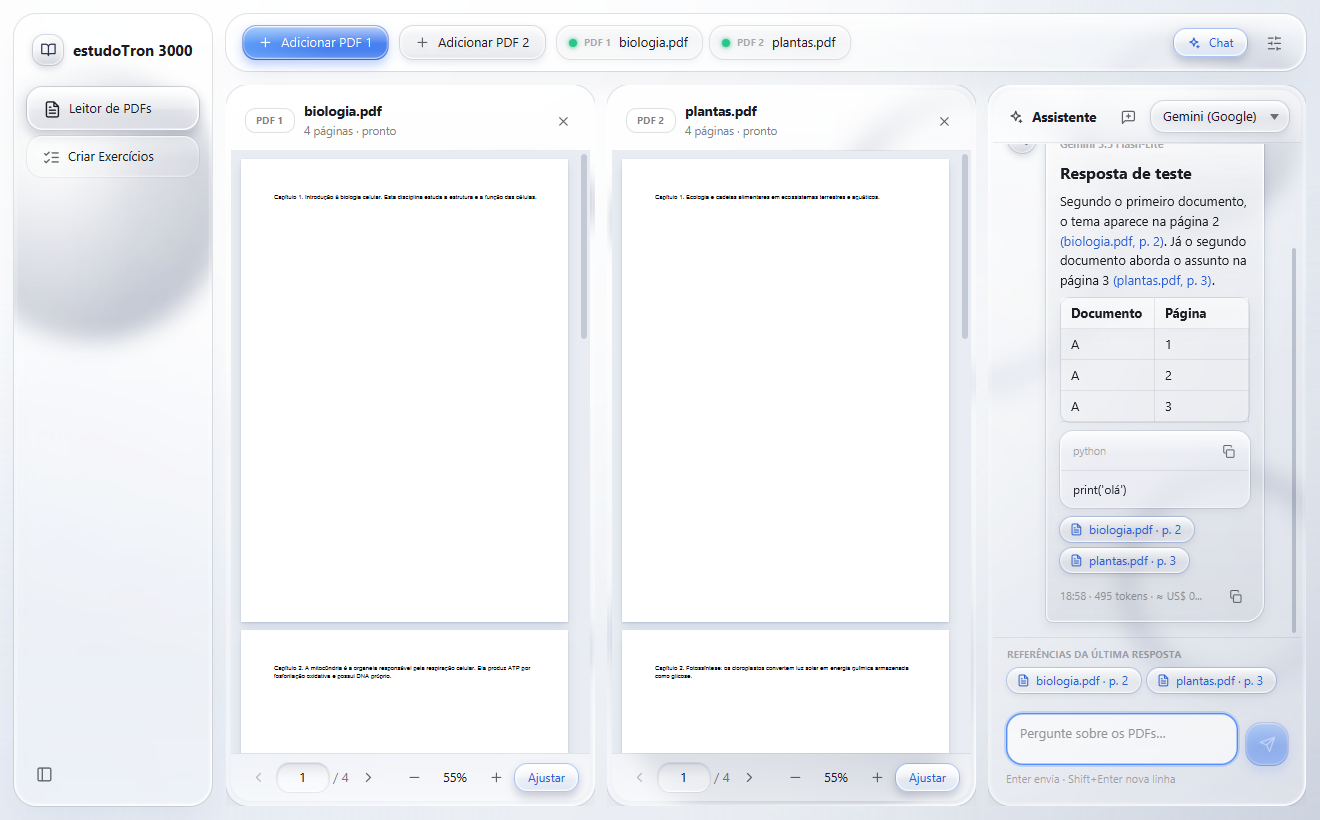 estudoTron 3000
Leitor de PDFs
Criar Exercícios
Adicionar PDF 1
Adicionar PDF 2
PDF 1 biologia.pdf
PDF 2 plantas.pdf
Chat
PDF 1
biologia.pdf
4 páginas · pronto
Capítulo 1. Introdução à biologia celular. Esta disciplina estuda a estrutura e a função das células.
Capítulo 2. A mitocôndria é a organela responsável pela respiração celular. Ela produz ATP por
fosforilação oxidativa e possui DNA próprio.
1 / 4
55%
Ajustar
PDF 2
plantas.pdf
4 páginas · pronto
Capítulo 1. Ecologia e cadeias alimentares em ecossistemas terrestres e aquáticos.
Capítulo 2. Fotossíntese: os cloroplastos convertem luz solar em energia química armazenada
como glicose.
1 / 4
55%
Ajustar
Assistente
Gemini (Google)
Gemini 3.5 Flash-Lite
Resposta de teste
Segundo o primeiro documento,
o tema aparece na página 2
(biologia.pdf, p. 2). Já o segundo
documento aborda o assunto na
página 3 (plantas.pdf, p. 3).
Documento Página
A 1
A 2
A 3
python
print('olá')
biologia.pdf · p. 2
plantas.pdf · p. 3
18:58 · 495 tokens · ≈ US$ 0...
REFERÊNCIAS DA ÚLTIMA RESPOSTA
biologia.pdf · p. 2
plantas.pdf · p. 3
Pergunte sobre os PDFs...
Enter envia · Shift+Enter nova linha